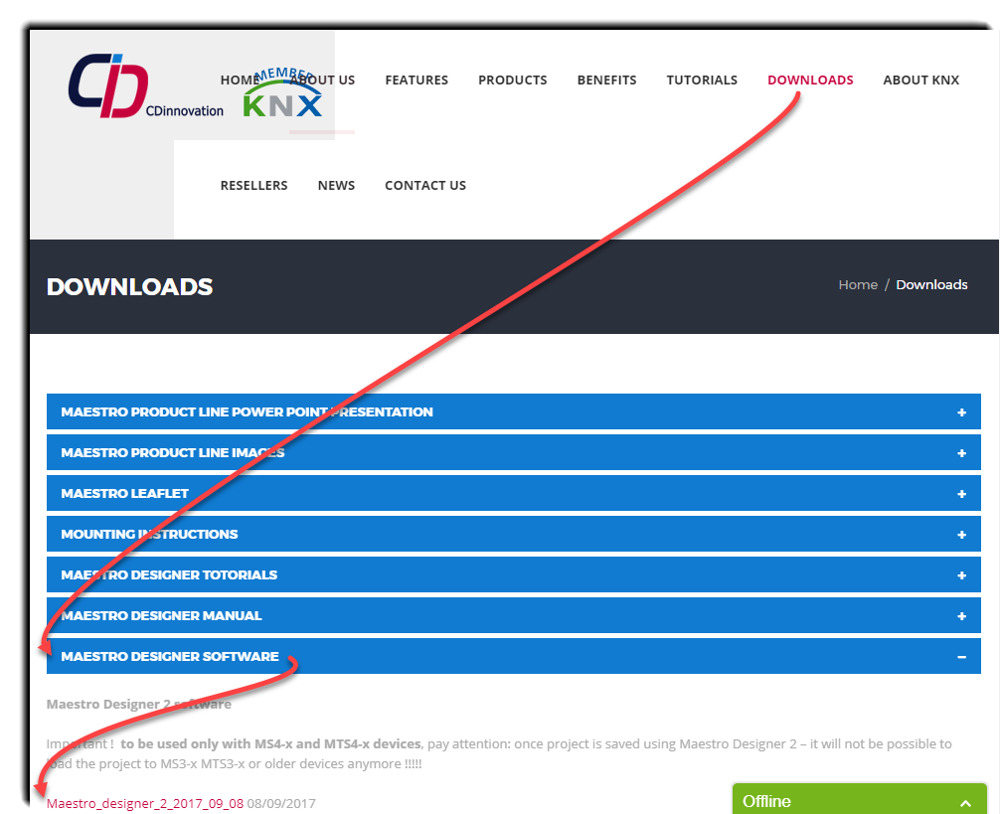 CDinnovation
MEMBER
KNX
HOME ABOUT US FEATURES PRODUCTS BENEFITS TUTORIALS DOWNLOADS ABOUT KNX
RESELLERS NEWS CONTACT US
DOWNLOADS
Home / Downloads
MAESTRO PRODUCT LINE POWER POINT PRESENTATION +
MAESTRO PRODUCT LINE IMAGES +
MAESTRO LEAFLET +
MOUNTING INSTRUCTIONS +
MAESTRO DESIGNER TOTORIALS +
MAESTRO DESIGNER MANUAL +
MAESTRO DESIGNER SOFTWARE −
Maestro Designer 2 software
Important ! to be used only with MS4-x and MTS4-x devices, pay attention: once project is saved using Maestro Designer 2 – it will not be possible to
load the project to MS3-x MTS3-x or older devices anymore !!!!!
Maestro_designer_2_2017_09_08 08/09/2017
Offline